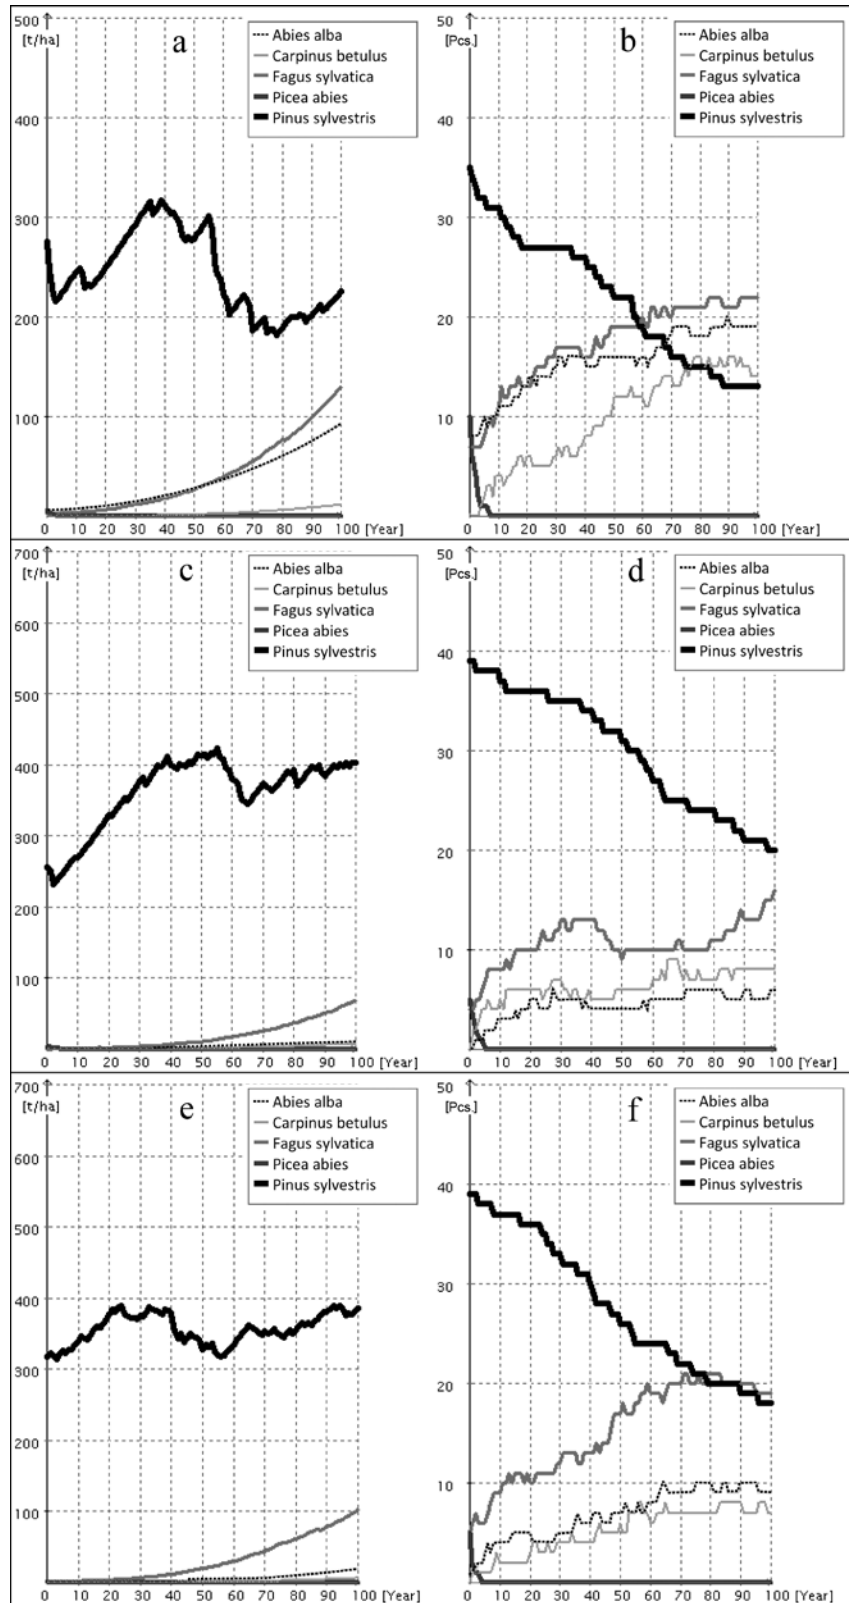 500
[t/ha]
a
Abies alba
Carpinus betulus
Fagus sylvatica
Picea abies
Pinus sylvestris
400
300
200
100
0 10 20 30 40 50 60 70 80 90 100 [Year]
50
[Pcs.]
b
Abies alba
Carpinus betulus
Fagus sylvatica
Picea abies
Pinus sylvestris
40
30
20
10
0 10 20 30 40 50 60 70 80 90 100 [Year]
700
[t/ha]
c
Abies alba
Carpinus betulus
Fagus sylvatica
Picea abies
Pinus sylvestris
600
500
400
300
200
100
0 10 20 30 40 50 60 70 80 90 100 [Year]
50
[Pcs.]
d
Abies alba
Carpinus betulus
Fagus sylvatica
Picea abies
Pinus sylvestris
40
30
20
10
0 10 20 30 40 50 60 70 80 90 100 [Year]
700
[t/ha]
e
Abies alba
Carpinus betulus
Fagus sylvatica
Picea abies
Pinus sylvestris
600
500
400
300
200
100
0 10 20 30 40 50 60 70 80 90 100 [Year]
50
[Pcs.]
f
Abies alba
Carpinus betulus
Fagus sylvatica
Picea abies
Pinus sylvestris
40
30
20
10
0 10 20 30 40 50 60 70 80 90 100 [Year]